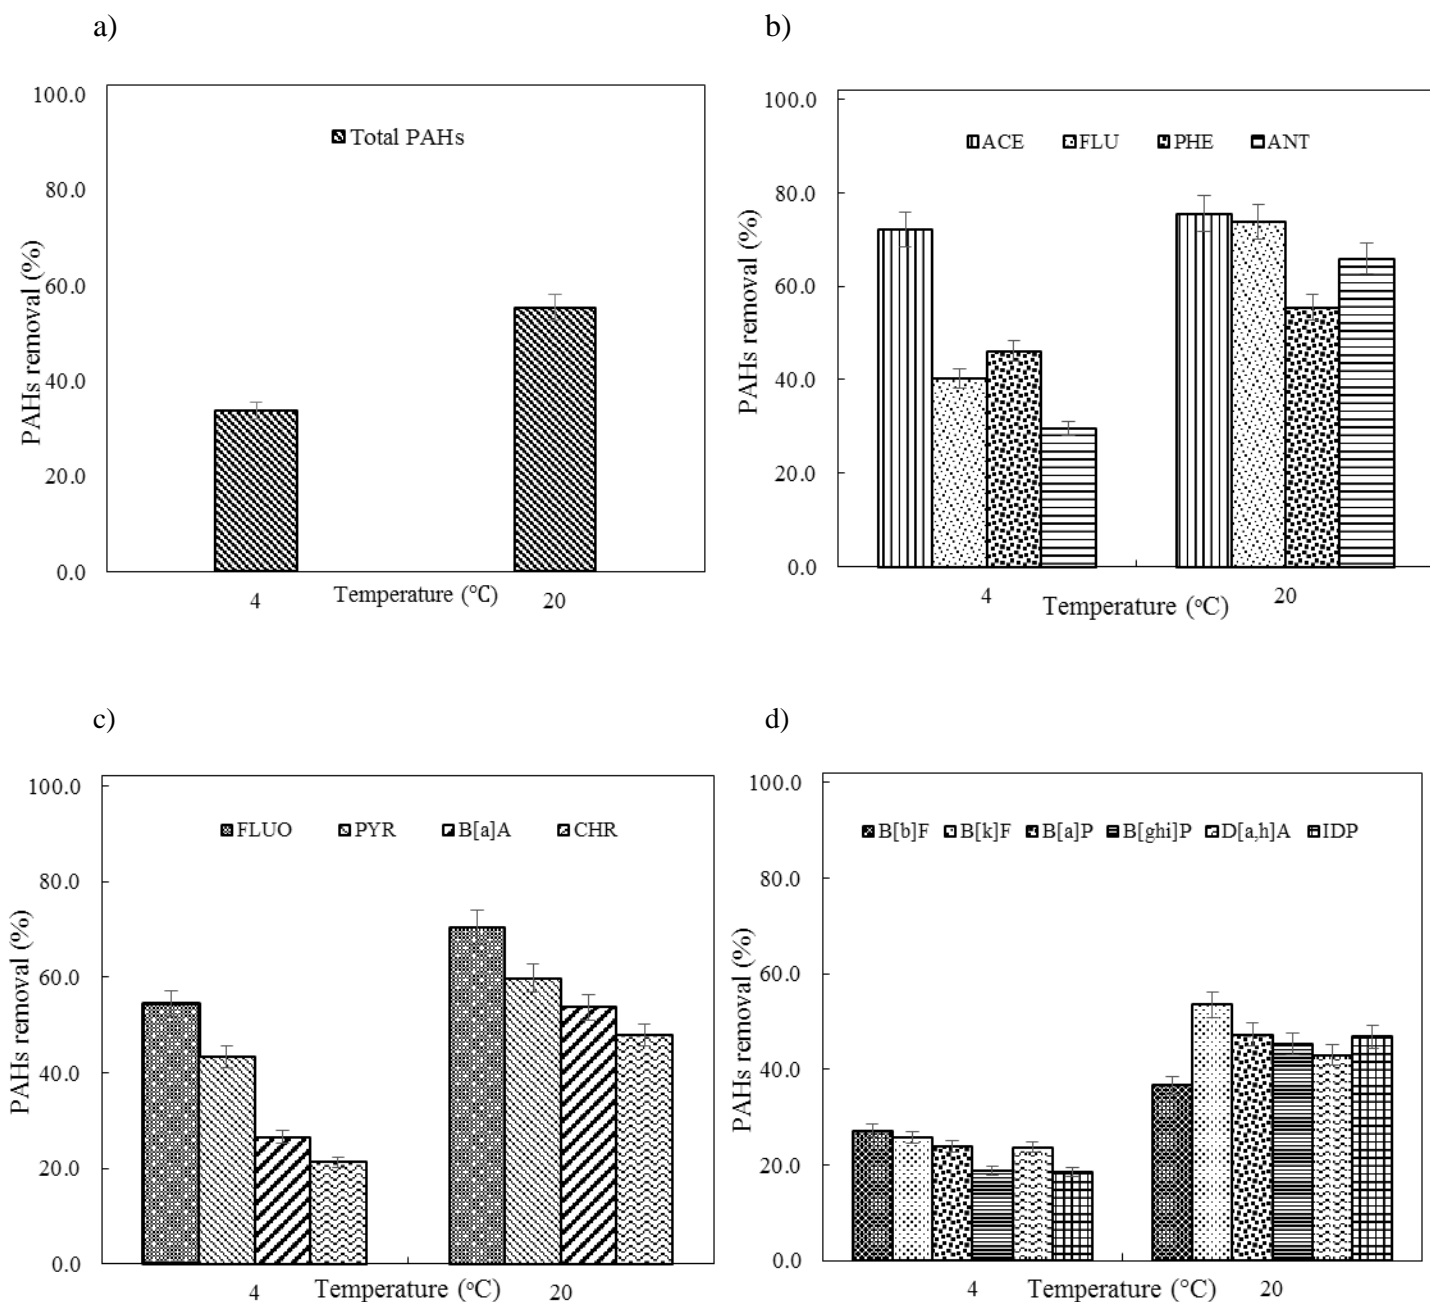 a)
100.0
80.0
60.0
40.0
20.0
0.0
PAHs removal (%)
Total PAHs
4
Temperature (°C)
20
b)
100.0
80.0
60.0
40.0
20.0
0.0
PAHs removal (%)
ACE FLU PHE ANT
4
Temperature (°C)
20
c)
100.0
80.0
60.0
40.0
20.0
0.0
PAHs removal (%)
FLUO PYR B[a]A CHR
4
Temperature (°C)
20
d)
100.0
80.0
60.0
40.0
20.0
0.0
PAHs removal (%)
B[b]F B[k]F B[a]P B[ghi]P D[a,h]A IDP
4
Temperature (°C)
20